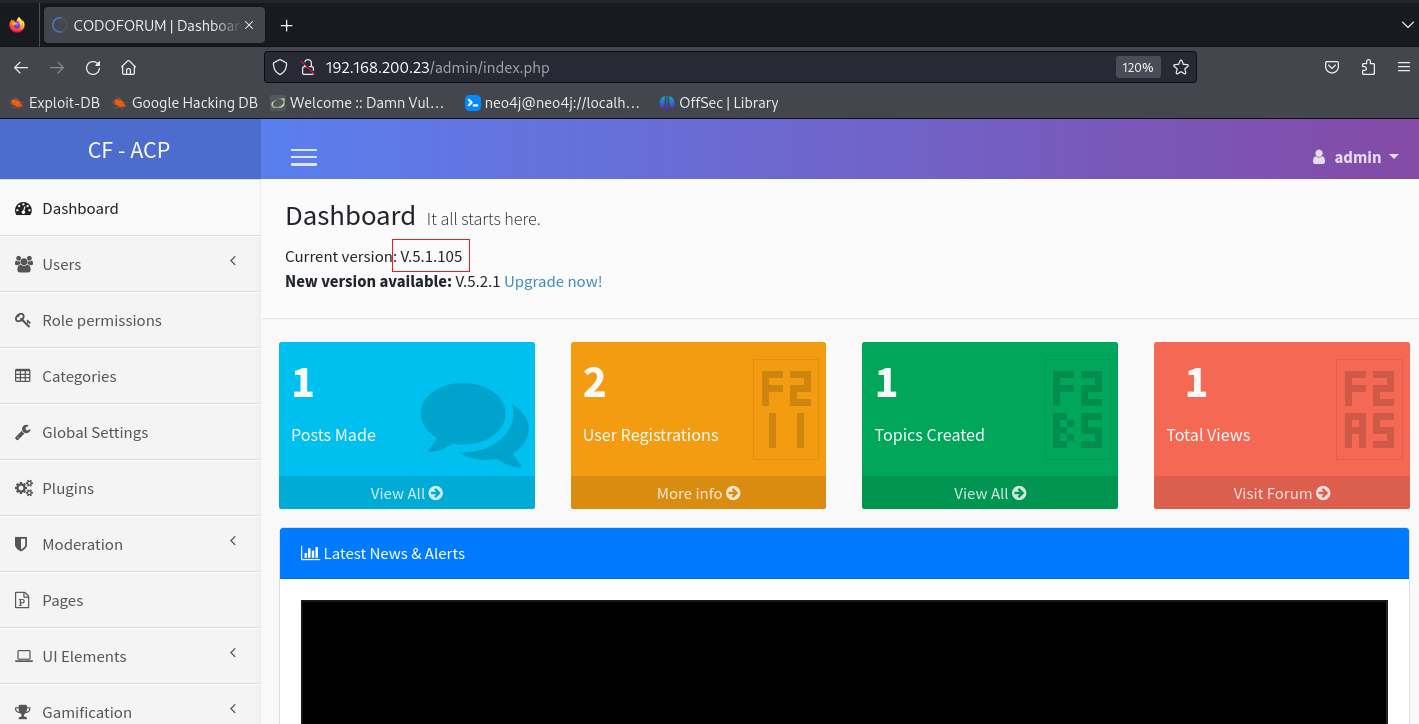 CODOFORUM | Dashboar
192.168.200.23/admin/index.php
120%
Exploit-DB
Google Hacking DB
Welcome :: Damn Vul...
neo4j@neo4j://localh...
OffSec | Library
CF - ACP
admin
Dashboard
Users
Role permissions
Categories
Global Settings
Plugins
Moderation
Pages
UI Elements
Gamification
Dashboard It all starts here.
Current version: V.5.1.105
New version available: V.5.2.1 Upgrade now!
1
Posts Made
View All
2
User Registrations
More info
F2
11
1
Topics Created
View All
F2
B5
1
Total Views
Visit Forum
F2
A5
Latest News & Alerts